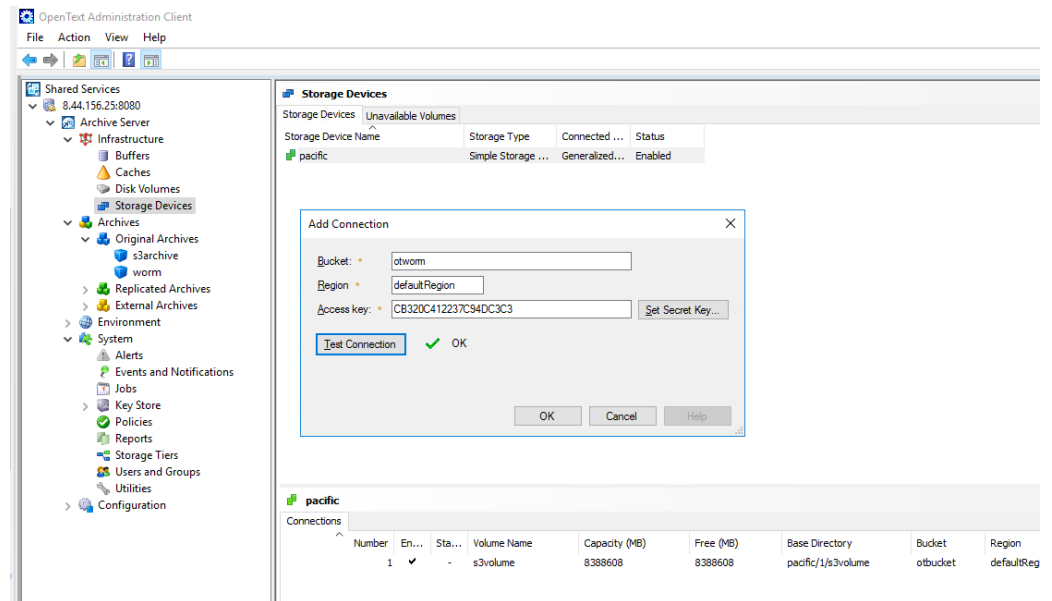 OpenText Administration Client
File Action View Help
Shared Services
8.44.156.25:8080
Archive Server
Infrastructure
Buffers
Caches
Disk Volumes
Storage Devices
Archives
Original Archives
s3archive
worm
Replicated Archives
External Archives
Environment
System
Alerts
Events and Notifications
Jobs
Key Store
Policies
Reports
Storage Tiers
Users and Groups
Utilities
Configuration
Storage Devices
Storage Devices Unavailable Volumes
Storage Device Name Storage Type Connected ... Status
pacific Simple Storage ... Generalized... Enabled
Add Connection
Bucket: * otworm
Region * defaultRegion
Access key: * CB320C412237C94DC3C3 Set Secret Key...
Test Connection OK
OK Cancel Help
pacific
Connections
Number En... Sta... Volume Name Capacity (MB) Free (MB) Base Directory Bucket Region
1 - s3volume 8388608 8388608 pacific/1/s3volume otbucket defaultReg